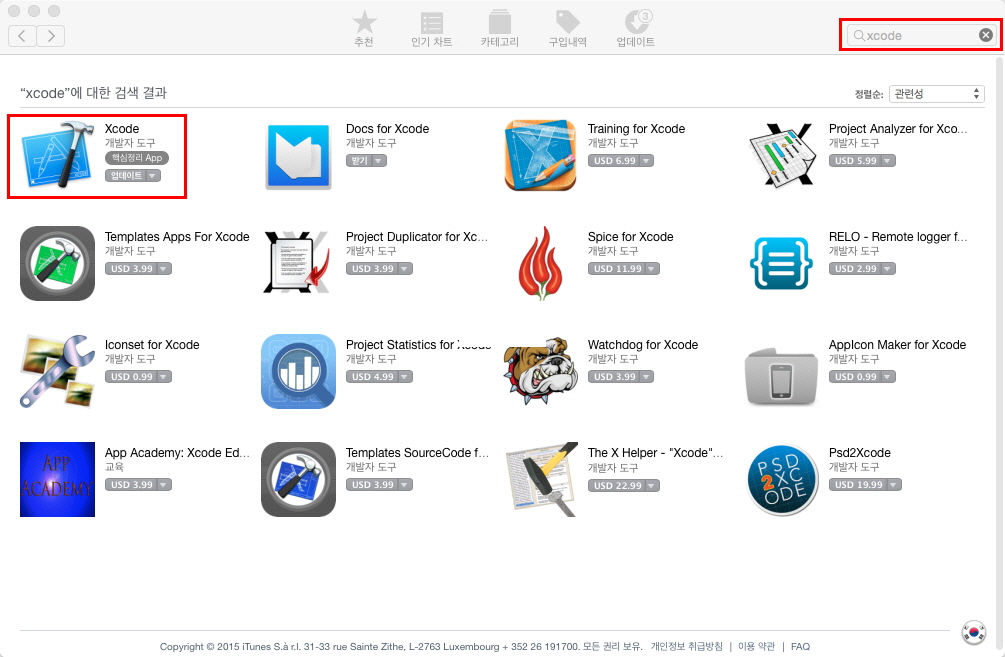 3
추천 인기 차트 카테고리 구입내역 업데이트
xcode
“xcode”에 대한 검색 결과
정렬순: 관련성
Xcode
개발자 도구
핵심정리 App
업데이트
Docs for Xcode
개발자 도구
받기
Training for Xcode
개발자 도구
USD 6.99
Project Analyzer for Xco...
개발자 도구
USD 5.99
Templates Apps For Xcode
개발자 도구
USD 3.99
Project Duplicator for Xc...
개발자 도구
USD 3.99
Spice for Xcode
개발자 도구
USD 11.99
RELO - Remote logger f...
개발자 도구
USD 2.99
Iconset for Xcode
개발자 도구
USD 0.99
Project Statistics for Xcode
개발자 도구
USD 4.99
Watchdog for Xcode
개발자 도구
USD 3.99
AppIcon Maker for Xcode
개발자 도구
USD 0.99
APP
ACADEMY
App Academy: Xcode Ed...
교육
USD 3.99
Templates SourceCode f...
개발자 도구
USD 3.99
The X Helper - "Xcode"...
개발자 도구
USD 22.99
PSD
2XC
ODE
Psd2Xcode
개발자 도구
USD 19.99
Copyright © 2015 iTunes S.à r.l. 31-33 rue Sainte Zithe, L-2763 Luxembourg + 352 26 191700. 모든 권리 보유. 개인정보 취급방침 | 이용 약관 | FAQ